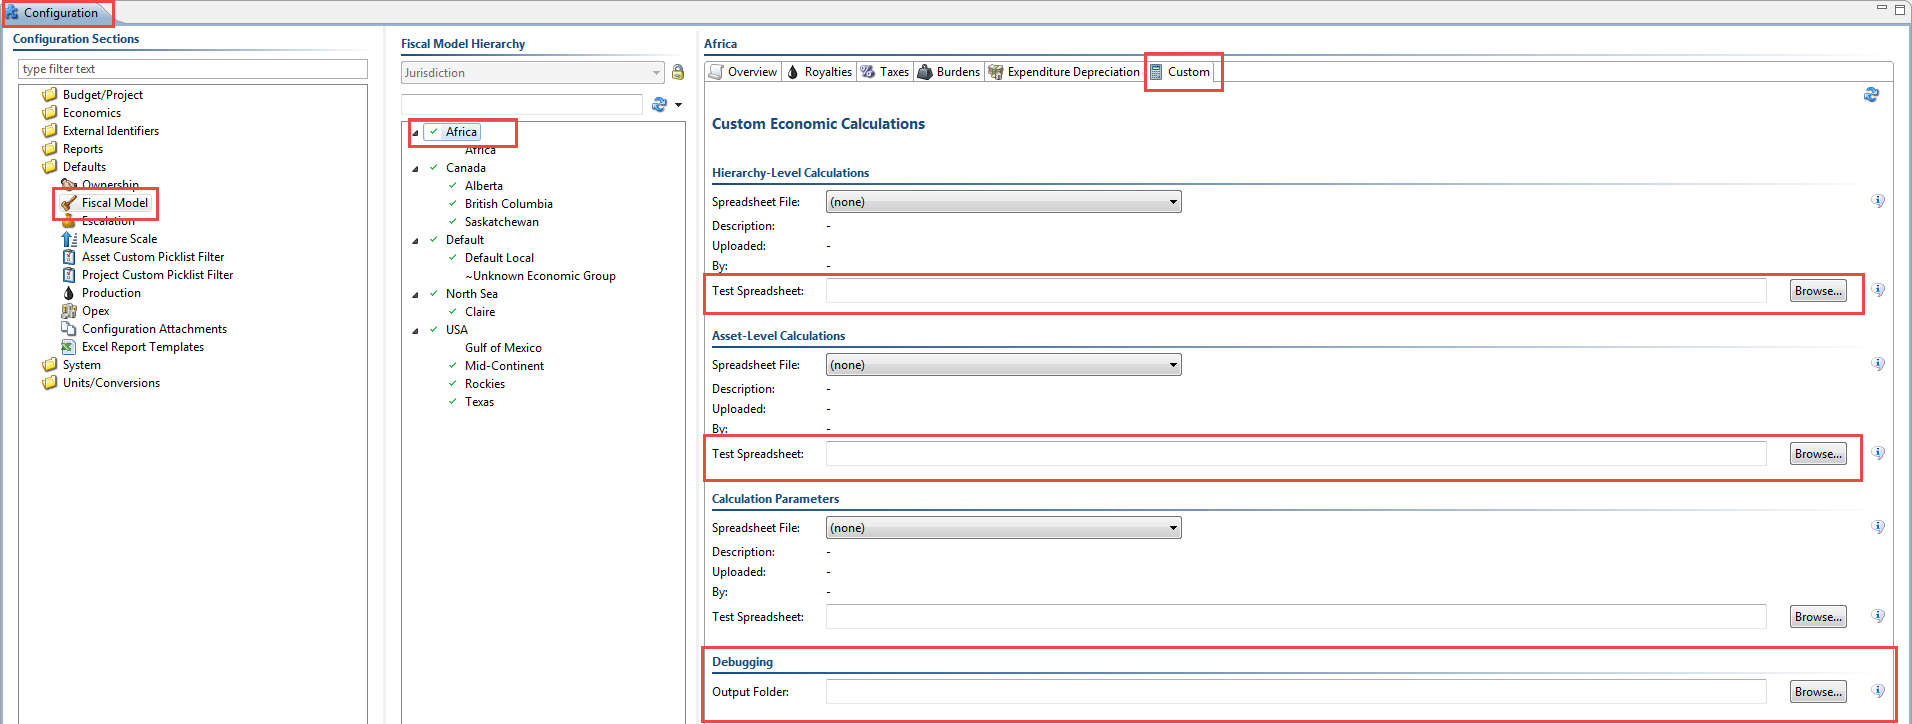 Configuration
Configuration Sections
type filter text
Budget/Project
Economics
External Identifiers
Reports
Defaults
Ownership
Fiscal Model
Escalation
Measure Scale
Asset Custom Picklist Filter
Project Custom Picklist Filter
Production
Opex
Configuration Attachments
Excel Report Templates
System
Units/Conversions
Fiscal Model Hierarchy
Jurisdiction
Africa
Africa
Canada
Alberta
British Columbia
Saskatchewan
Default
Default Local
~Unknown Economic Group
North Sea
Claire
USA
Gulf of Mexico
Mid-Continent
Rockies
Texas
Africa
Overview Royalties Taxes Burdens Expenditure Depreciation Custom
Custom Economic Calculations
Hierarchy-Level Calculations
Spreadsheet File: (none)
Description: -
Uploaded: -
By: -
Test Spreadsheet: Browse...
Asset-Level Calculations
Spreadsheet File: (none)
Description: -
Uploaded: -
By: -
Test Spreadsheet: Browse...
Calculation Parameters
Spreadsheet File: (none)
Description: -
Uploaded: -
By: -
Test Spreadsheet: Browse...
Debugging
Output Folder: Browse...